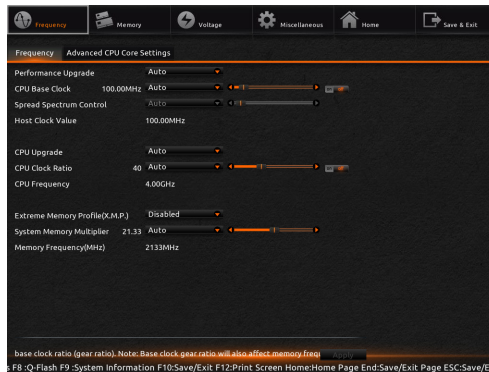 Frequency Memory Voltage Miscellaneous Home Save & Exit
Frequency Advanced CPU Core Settings
Performance Upgrade Auto
CPU Base Clock 100.00MHz Auto
Spread Spectrum Control Auto
Host Clock Value 100.00MHz
CPU Upgrade Auto
CPU Clock Ratio 40 Auto
CPU Frequency 4.00GHz
Extreme Memory Profile(X.M.P.) Disabled
System Memory Multiplier 21.33 Auto
Memory Frequency(MHz) 2133MHz
base clock ratio (gear ratio). Note: Base clock gear ratio will also affect memory frequ Apply
s F8 :Q-Flash F9 :System Information F10:Save/Exit F12:Print Screen Home:Home Page End:Save/Exit Page ESC:Save/E